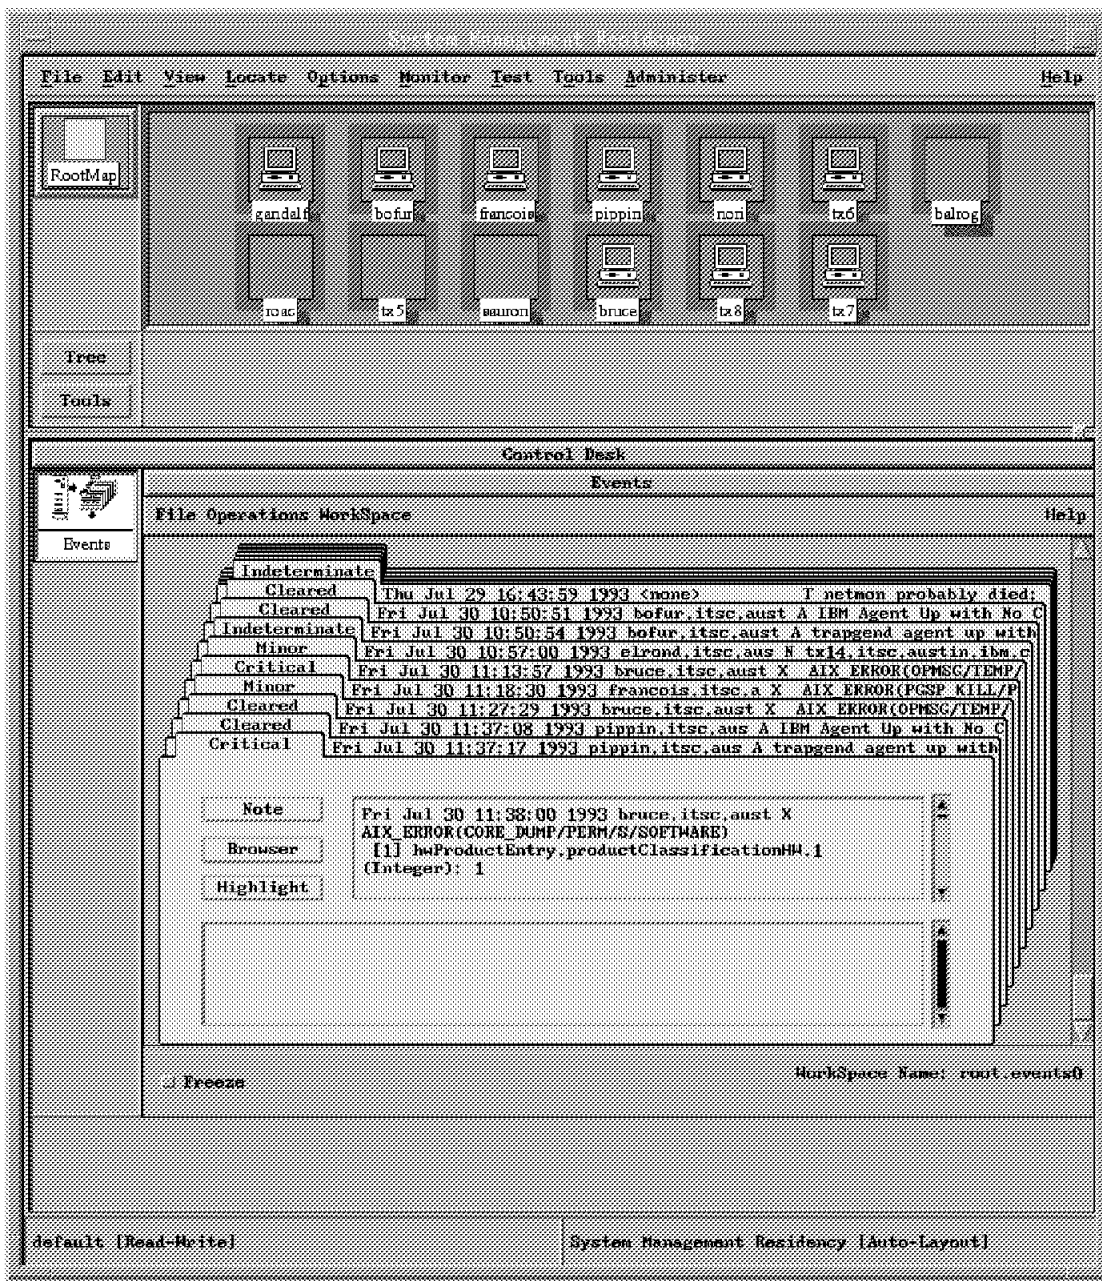 System Management Residency
File Edit View Locate Options Monitor Test Tools Administer Help
RootMap
gandalf bofur francois pippin nori tx6 balrog
roac tx5 sauron bruce tx8 tx7
Tree
Tools
Control Desk
Events
Events
File Operations WorkSpace Help
Indeterminate
Cleared Thu Jul 29 16:43:59 1993 <none> T netmon probably died;
Cleared Fri Jul 30 10:50:51 1993 bofur.itsc.aust A IBM Agent Up with No C
Indeterminate Fri Jul 30 10:50:54 1993 bofur.itsc.aust A trapgend agent up with
Minor Fri Jul 30 10:57:00 1993 elrond.itsc.aus N tx14.itsc.austin.ibm.c
Critical Fri Jul 30 11:13:57 1993 bruce.itsc.aust X AIX_ERROR(OPMSG/TEMP/
Minor Fri Jul 30 11:18:30 1993 francois.itsc.a X AIX_ERROR(PGSP_KILL/P
Cleared Fri Jul 30 11:27:29 1993 bruce.itsc.aust X AIX_ERROR(OPMSG/TEMP/
Cleared Fri Jul 30 11:37:08 1993 pippin.itsc.aus A IBM Agent Up with No C
Critical Fri Jul 30 11:37:17 1993 pippin.itsc.aus A trapgend agent up with
Note
Browser
Highlight
Fri Jul 30 11:38:00 1993 bruce.itsc.aust X
AIX_ERROR(CORE_DUMP/PERM/S/SOFTWARE)
[1] hwProductEntry.productClassificationHW.1
(Integer): 1
Freeze
WorkSpace Name: root.events0
default [Read-Write] System Management Residency [Auto-Layout]